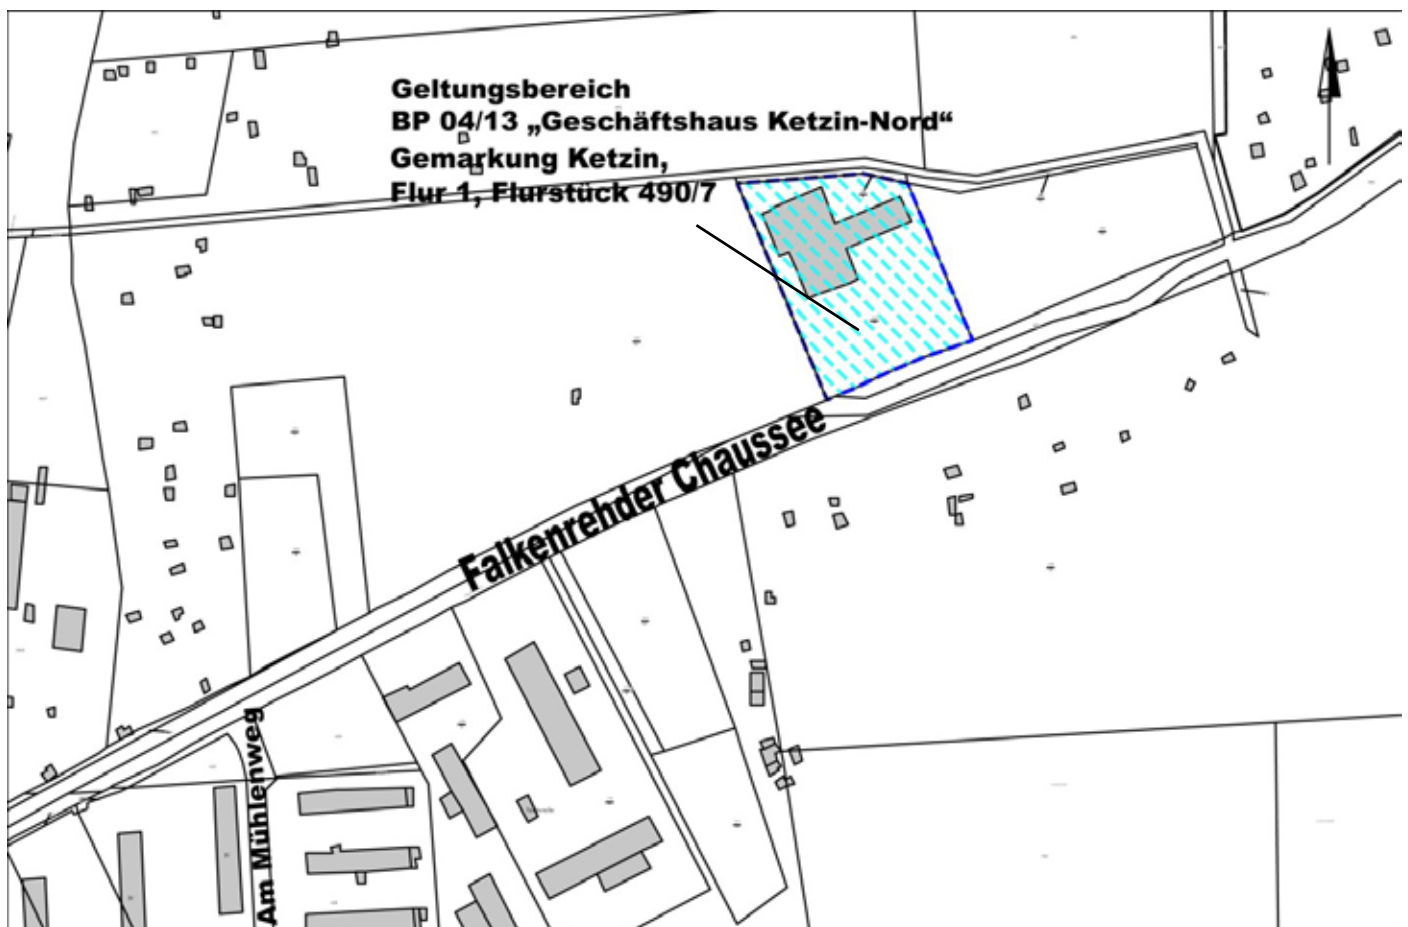 Geltungsbereich
BP 04/13 „Geschäftshaus Ketzin-Nord“
Gemarkung Ketzin,
Flur 1, Flurstück 490/7
Falkenrehder Chaussee
Am Mühlenweg